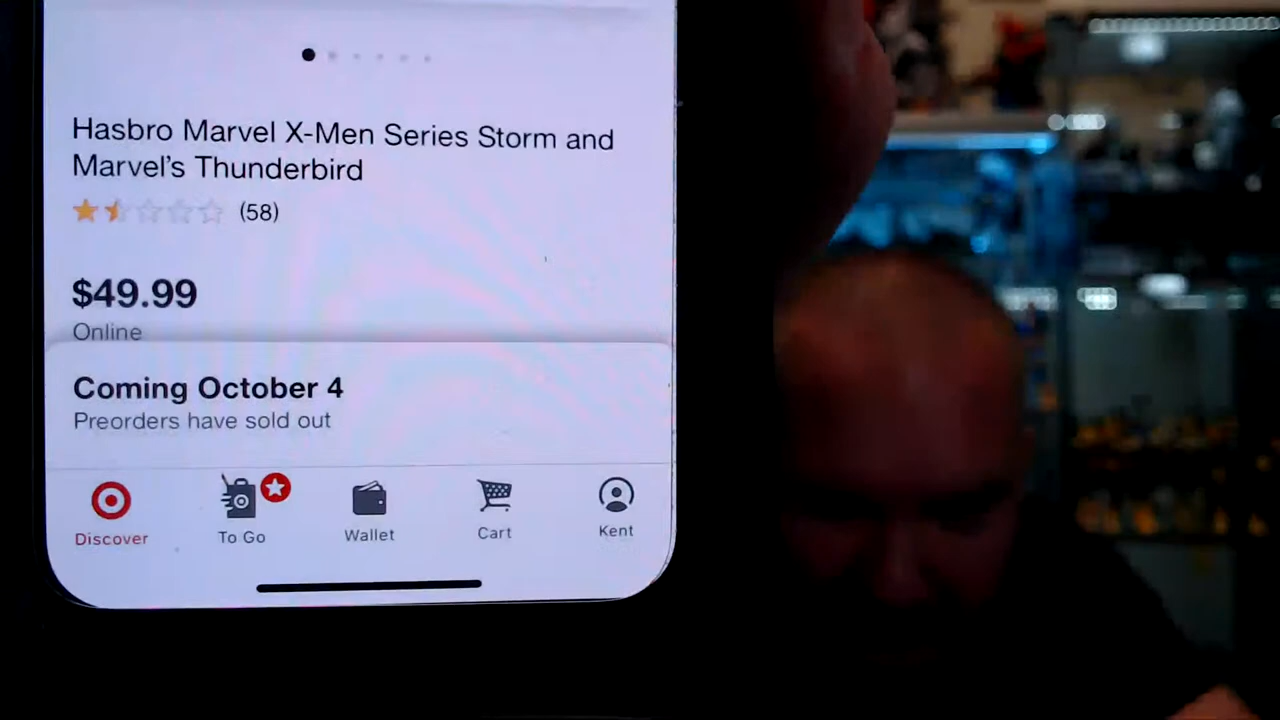 Hasbro Marvel X-Men Series Storm and
Marvel's Thunderbird
(58)
$49.99
Online
Coming October 4
Preorders have sold out
Discover
To Go
Wallet
Cart
Kent